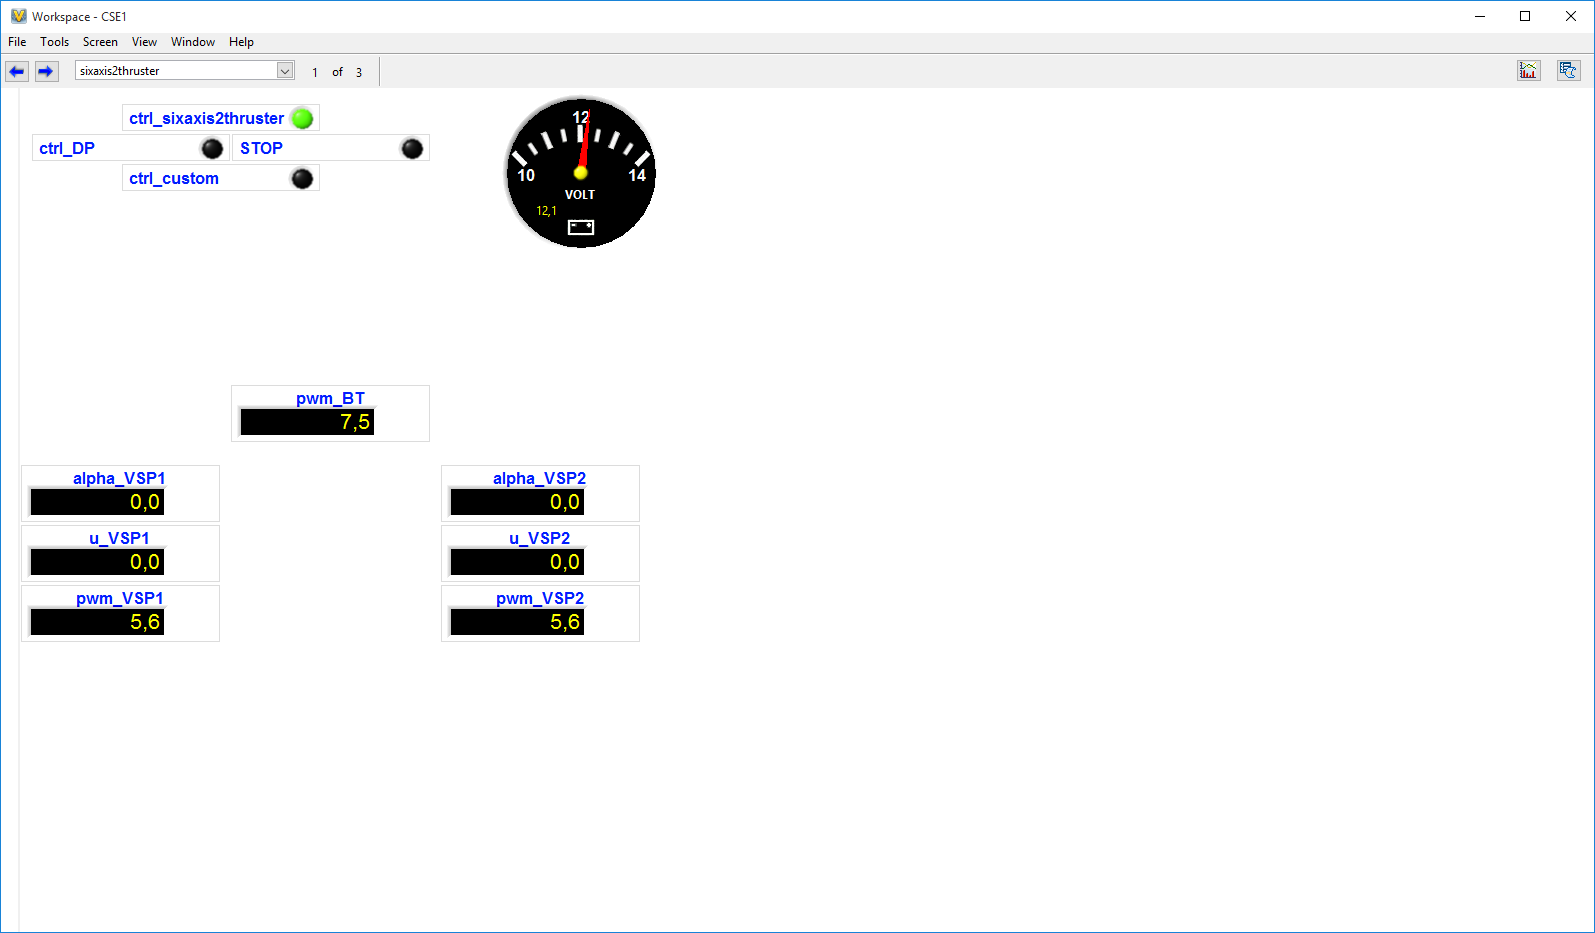 Workspace - CSE1
File Tools Screen View Window Help
sixaxis2thruster 1 of 3
ctrl_sixaxis2thruster
ctrl_DP STOP
ctrl_custom
12
10 14
VOLT
12,1
pwm_BT
7,5
alpha_VSP1 alpha_VSP2
0,0 0,0
u_VSP1 u_VSP2
0,0 0,0
pwm_VSP1 pwm_VSP2
5,6 5,6